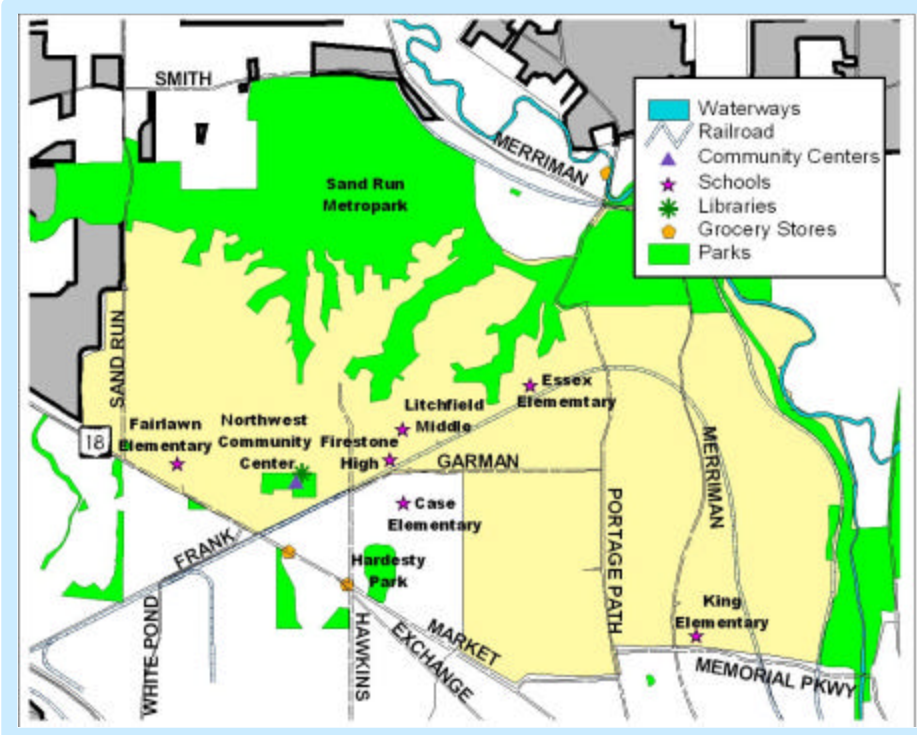 SMITH
MERRIMAN
Sand Run
Metropark
Waterways
Railroad
Community Centers
Schools
Libraries
Grocery Stores
Parks
SAND RUN
18
Fairlawn
Elementary
Northwest
Community
Center
Firestone
High
Litchfield
Middle
Essex
Elememtary
GARMAN
Case
Elementary
MERRIMAN
PORTAGE PATH
FRANK
Hardesty
Park
WHITE POND
HAWKINS
EXCHANGE
MARKET
King
Elementary
MEMORIAL PKWY